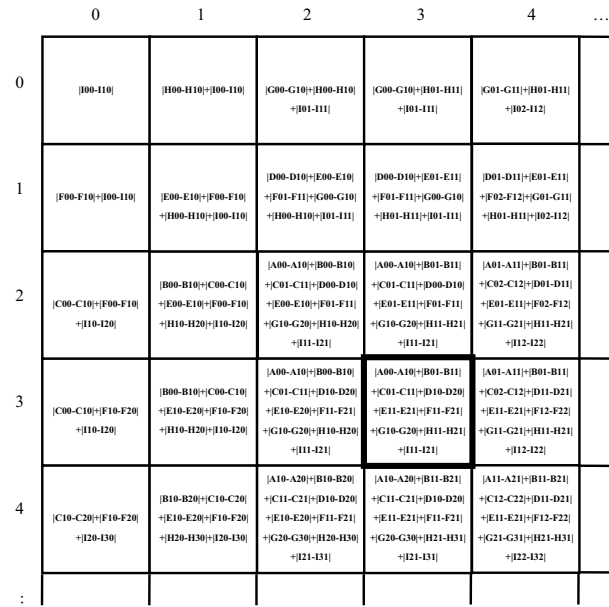 0 1 2 3 4 ...
0
|I00-I10|
|H00-H10|+|I00-I10|
|G00-G10|+|H00-H10|
+|I01-I11|
|G00-G10|+|H01-H11|
+|I01-I11|
|G01-G11|+|H01-H11|
+|I02-I12|
1
|F00-F10|+|I00-I10|
|E00-E10|+|F00-F10|
+|H00-H10|+|I00-I10|
|D00-D10|+|E00-E10|
+|F01-F11|+|G00-G10|
+|H00-H10|+|I01-I11|
|D00-D10|+|E01-E11|
+|F01-F11|+|G00-G10|
+|H01-H11|+|I01-I11|
|D01-D11|+|E01-E11|
+|F02-F12|+|G01-G11|
+|H01-H11|+|I02-I12|
2
|C00-C10|+|F00-F10|
+|I10-I20|
|B00-B10|+|C00-C10|
+|E00-E10|+|F00-F10|
+|H10-H20|+|I10-I20|
|A00-A10|+|B00-B10|
+|C01-C11|+|D00-D10|
+|E00-E10|+|F01-F11|
+|G10-G20|+|H10-H20|
+|I11-I21|
|A00-A10|+|B01-B11|
+|C01-C11|+|D00-D10|
+|E01-E11|+|F01-F11|
+|G10-G20|+|H11-H21|
+|I11-I21|
|A01-A11|+|B01-B11|
+|C02-C12|+|D01-D11|
+|E01-E11|+|F02-F12|
+|G11-G21|+|H11-H21|
+|I12-I22|
3
|C00-C10|+|F10-F20|
+|I10-I20|
|B00-B10|+|C00-C10|
+|E10-E20|+|F10-F20|
+|H10-H20|+|I10-I20|
|A00-A10|+|B00-B10|
+|C01-C11|+|D10-D20|
+|E10-E20|+|F11-F21|
+|G10-G20|+|H10-H20|
+|I11-I21|
|A00-A10|+|B01-B11|
+|C01-C11|+|D10-D20|
+|E11-E21|+|F11-F21|
+|G10-G20|+|H11-H21|
+|I11-I21|
|A01-A11|+|B01-B11|
+|C02-C12|+|D11-D21|
+|E11-E21|+|F12-F22|
+|G11-G21|+|H11-H21|
+|I12-I22|
4
|C10-C20|+|F10-F20|
+|I20-I30|
|B10-B20|+|C10-C20|
+|E10-E20|+|F10-F20|
+|H20-H30|+|I20-I30|
|A10-A20|+|B10-B20|
+|C11-C21|+|D10-D20|
+|E10-E20|+|F11-F21|
+|G20-G30|+|H20-H30|
+|I21-I31|
|A10-A20|+|B11-B21|
+|C11-C21|+|D10-D20|
+|E11-E21|+|F11-F21|
+|G20-G30|+|H21-H31|
+|I21-I31|
|A11-A21|+|B11-B21|
+|C12-C22|+|D11-D21|
+|E11-E21|+|F12-F22|
+|G21-G31|+|H21-H31|
+|I22-I32|
: